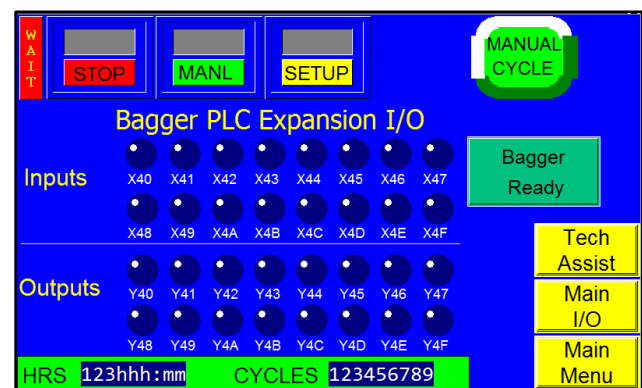 WAIT
STOP
MANL
SETUP
MANUAL
CYCLE
Bagger PLC Expansion I/O
Inputs
X40 X41 X42 X43 X44 X45 X46 X47
X48 X49 X4A X4B X4C X4D X4E X4F
Bagger
Ready
Outputs
Y40 Y41 Y42 Y43 Y44 Y45 Y46 Y47
Y48 Y49 Y4A Y4B Y4C Y4D Y4E Y4F
Tech
Assist
Main
I/O
Main
Menu
HRS 123hhh:mm CYCLES 123456789